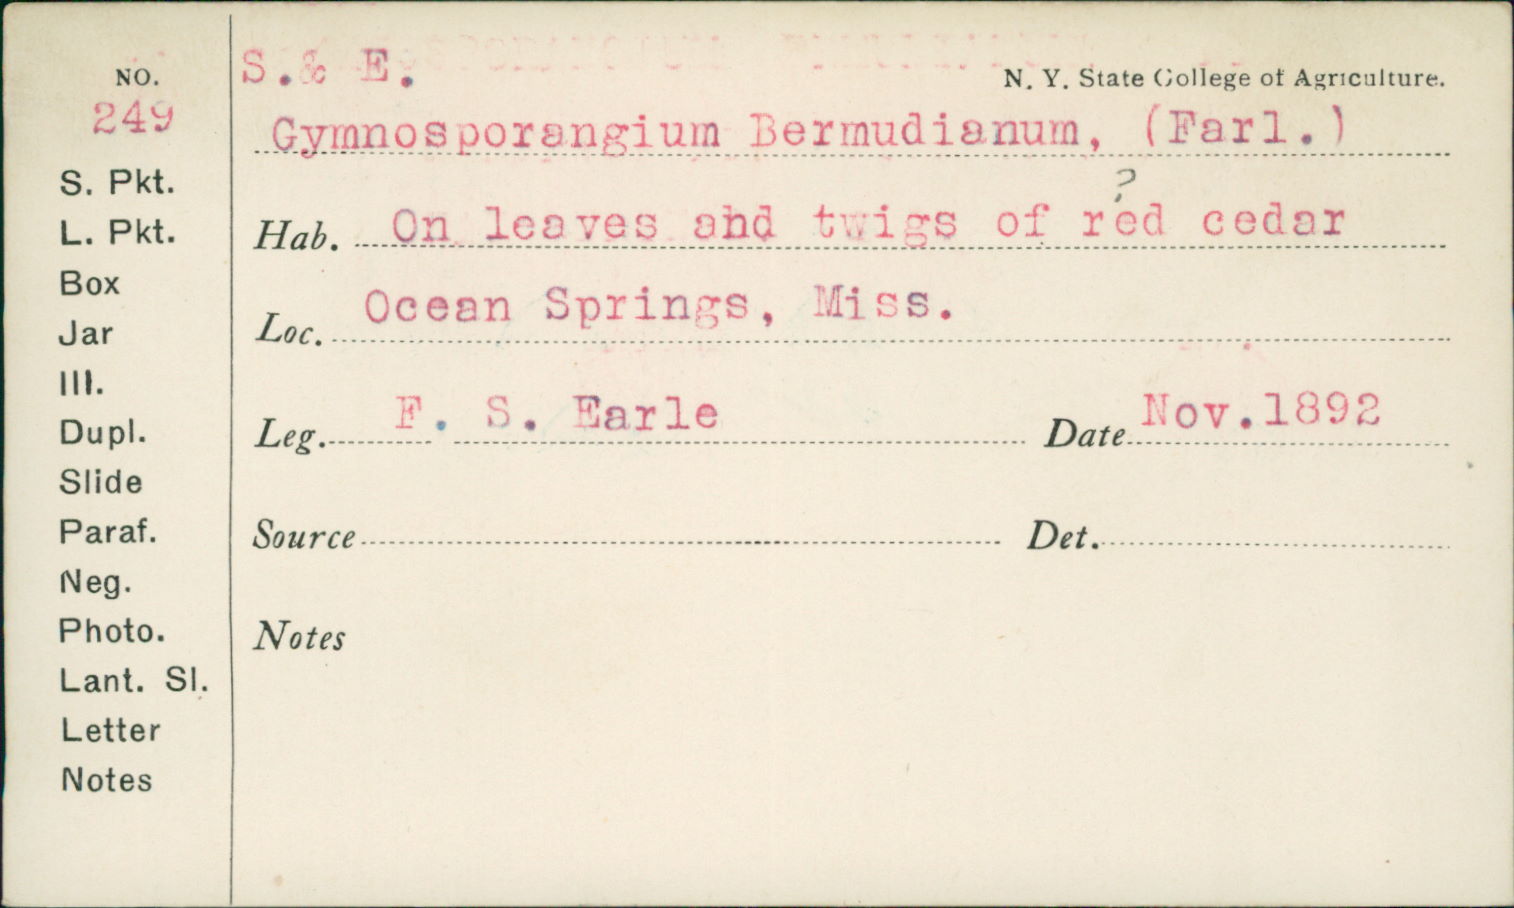 NO.
249
S. Pkt.
L. Pkt.
Box
Jar
Ill.
Dupl.
Slide
Paraf.
Neg.
Photo.
Lant. Sl.
Letter
Notes
S.& E.
N. Y. State College of Agriculture.
Gymnosporangium Bermudianum, (Farl.)
?
Hab. On leaves and twigs of red cedar
Loc. Ocean Springs, Miss.
Leg. F. S. Earle Date Nov.1892
Source Det.
Notes